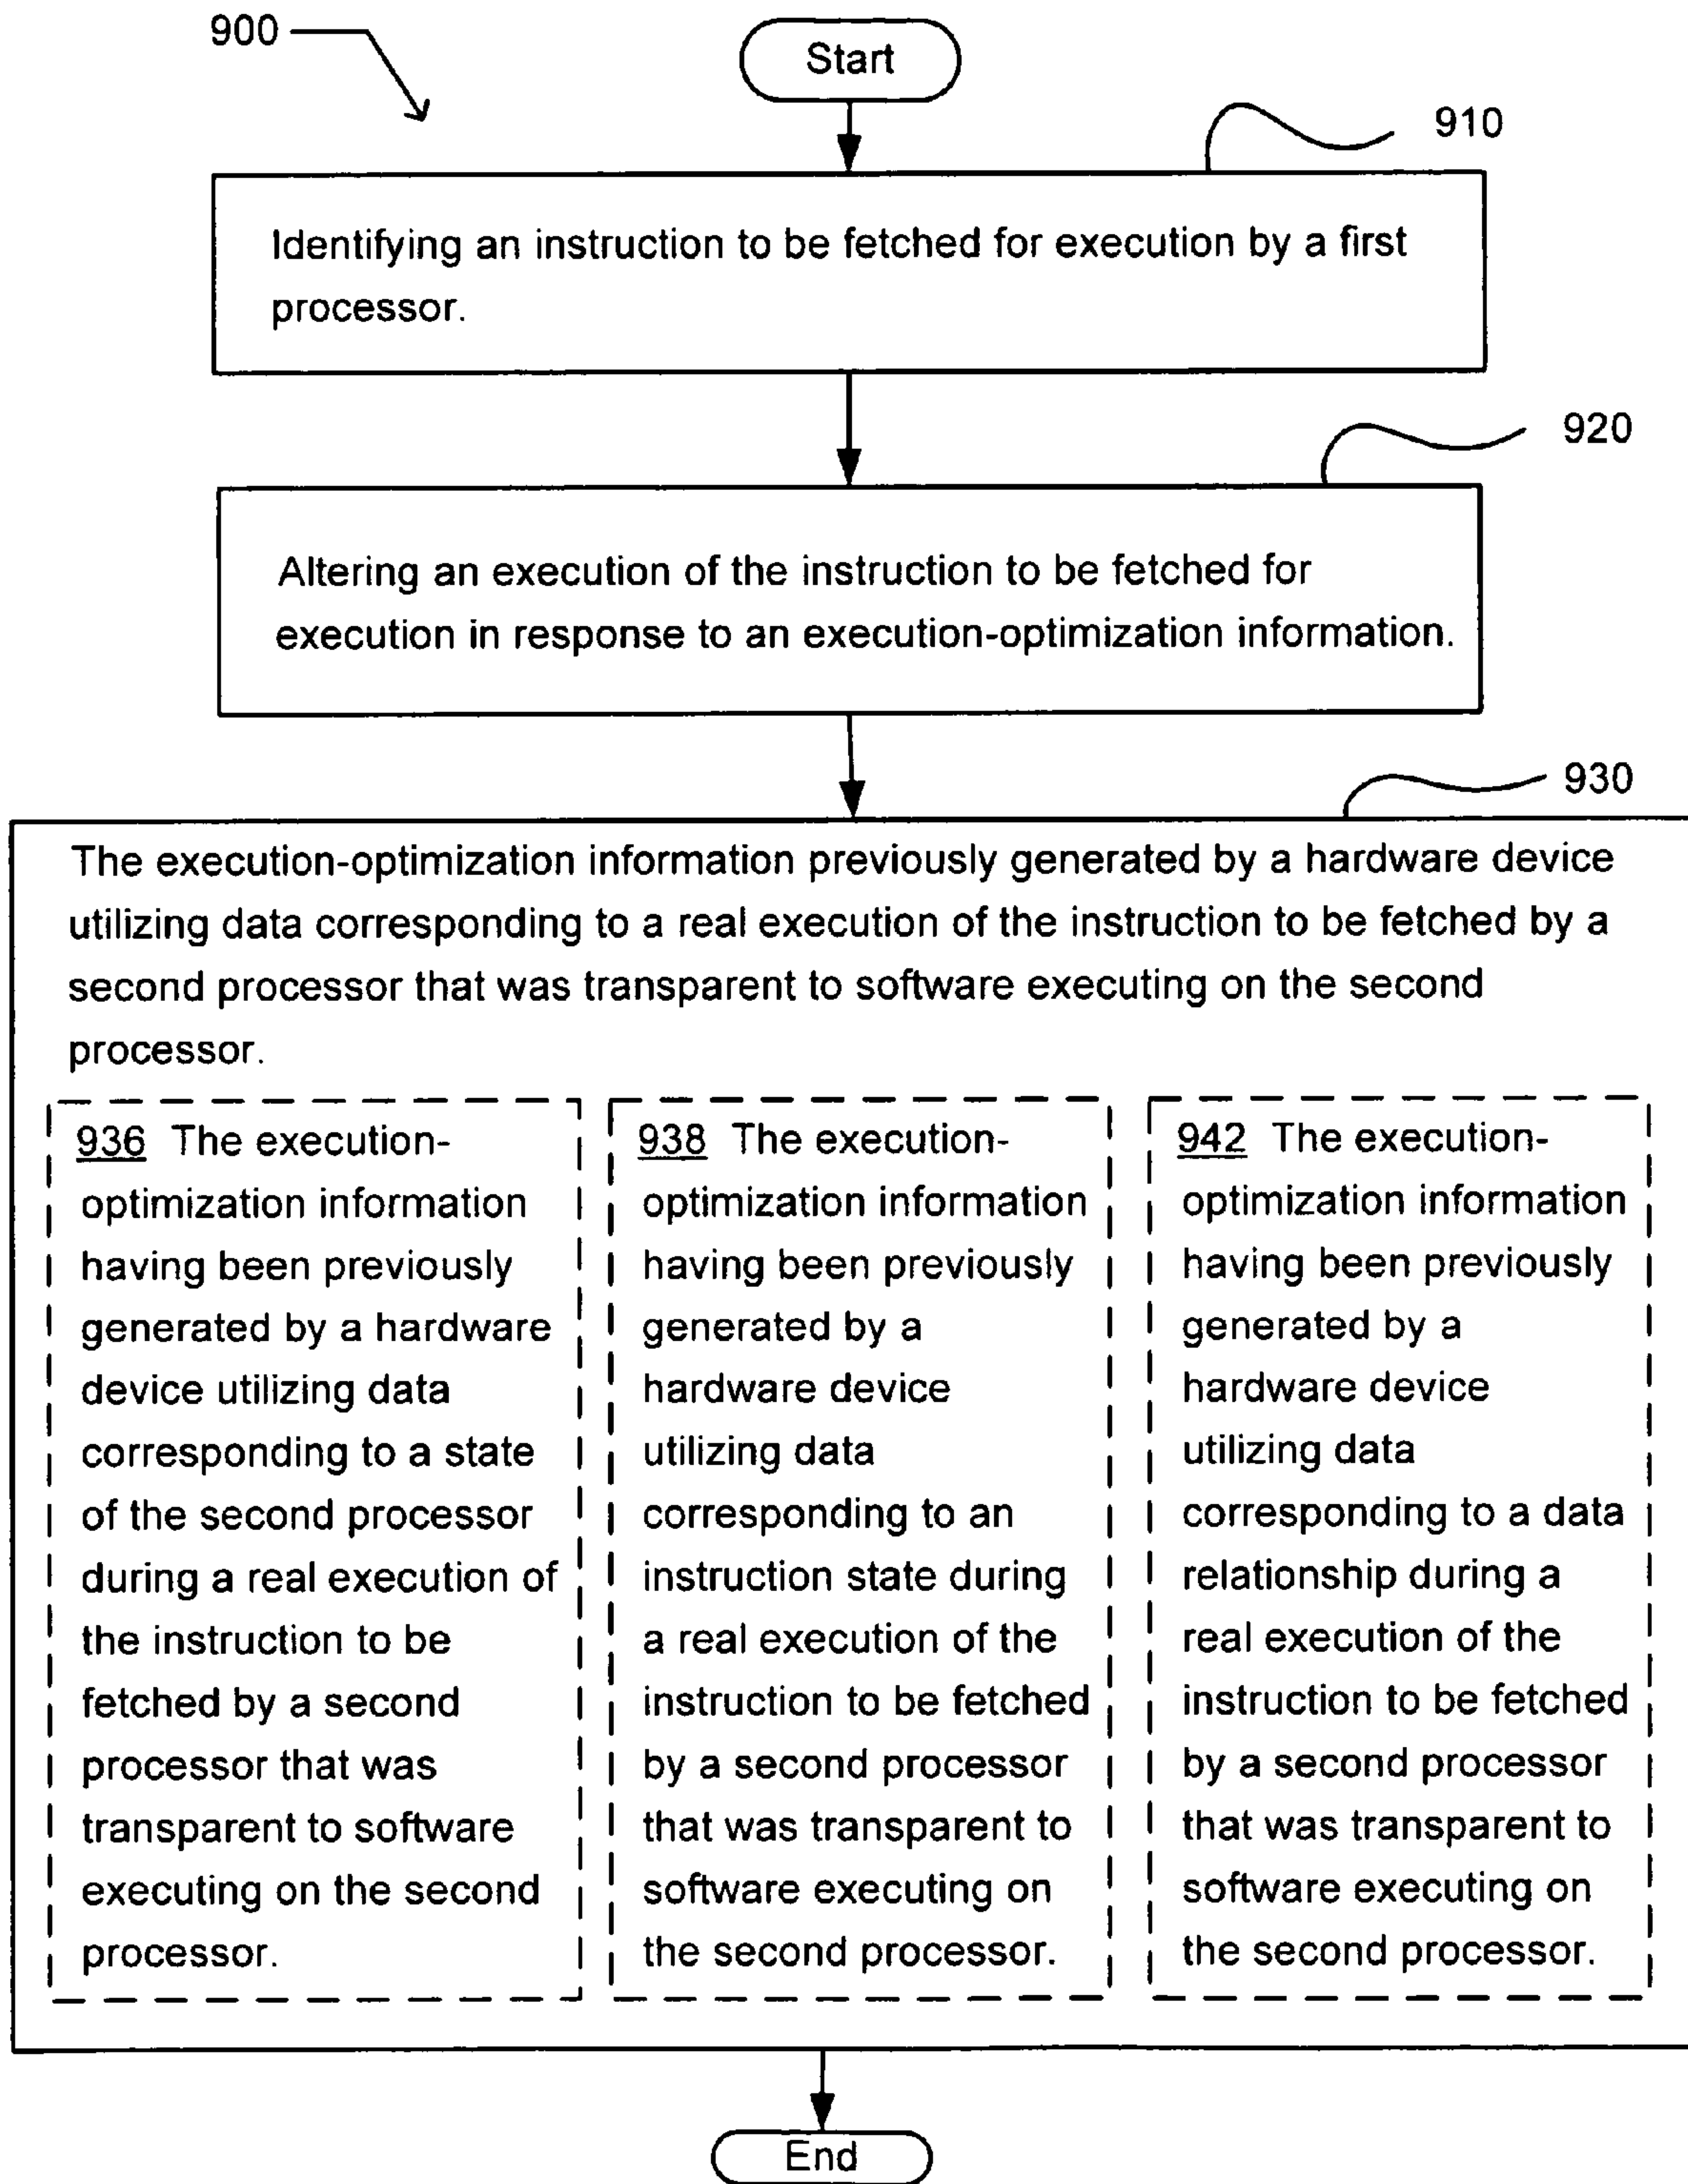 900
Start
910
Identifying an instruction to be fetched for execution by a first
processor.
920
Altering an execution of the instruction to be fetched for
execution in response to an execution-optimization information.
930
The execution-optimization information previously generated by a hardware device
utilizing data corresponding to a real execution of the instruction to be fetched by a
second processor that was transparent to software executing on the second
processor.
936 The execution-
optimization information
having been previously
generated by a hardware
device utilizing data
corresponding to a state
of the second processor
during a real execution of
the instruction to be
fetched by a second
processor that was
transparent to software
executing on the second
processor.
938 The execution-
optimization information
having been previously
generated by a
hardware device
utilizing data
corresponding to an
instruction state during
a real execution of the
instruction to be fetched
by a second processor
that was transparent to
software executing on
the second processor.
942 The execution-
optimization information
having been previously
generated by a
hardware device
utilizing data
corresponding to a data
relationship during a
real execution of the
instruction to be fetched
by a second processor
that was transparent to
software executing on
the second processor.
End